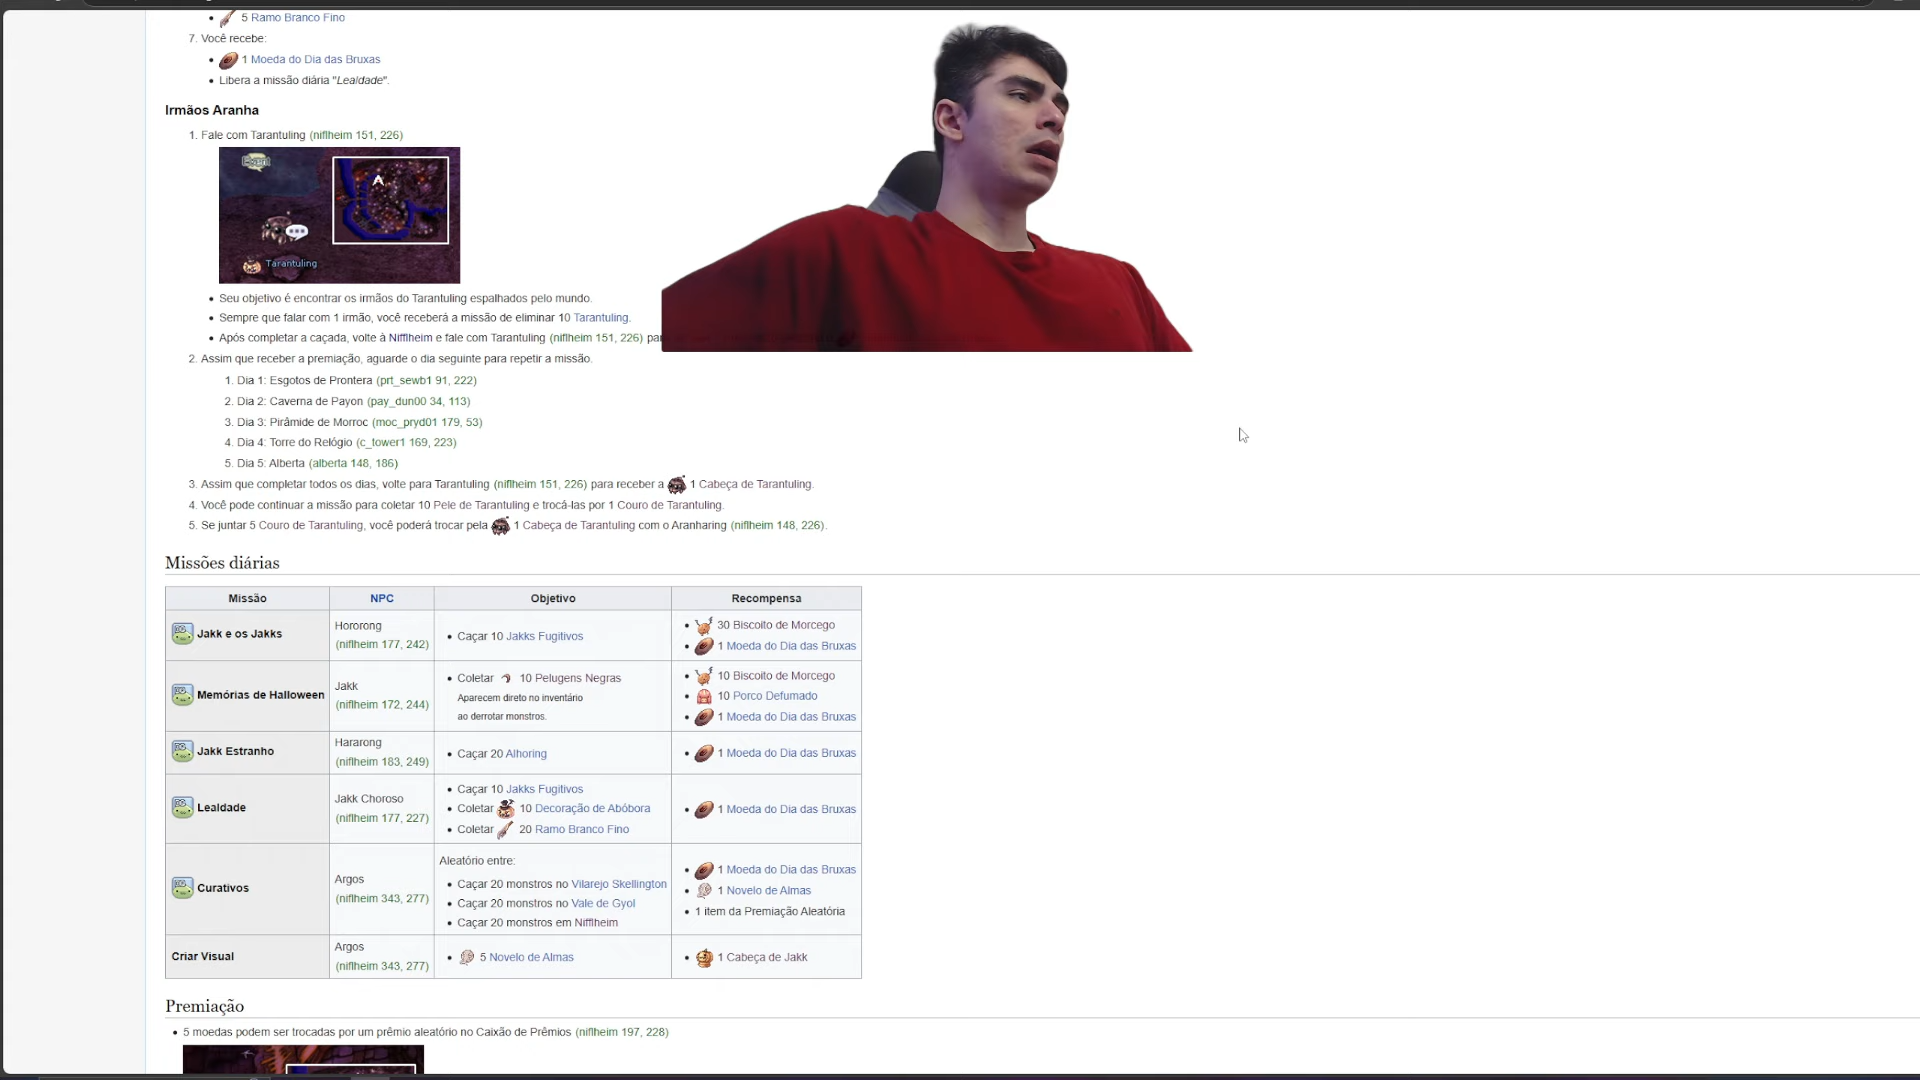 5 Ramo Branco Fino
7. Você recebe:
1 Moeda do Dia das Bruxas
Libera a missão diária "Lealdade".
Irmãos Aranha
1. Fale com Tarantuling (niflheim 151, 226)
Event
Tarantuling
Seu objetivo é encontrar os irmãos do Tarantuling espalhados pelo mundo.
Sempre que falar com 1 irmão, você receberá a missão de eliminar 10 Tarantuling.
Após completar a caçada, volte à Nifflheim e fale com Tarantuling (niflheim 151, 226)
2. Assim que receber a premiação, aguarde o dia seguinte para repetir a missão.
1. Dia 1: Esgotos de Prontera (prt_sewb1 91, 222)
2. Dia 2: Caverna de Payon (pay_dun00 34, 113)
3. Dia 3: Pirâmide de Morroc (moc_pryd01 179, 53)
4. Dia 4: Torre do Relógio (c_tower1 169, 223)
5. Dia 5: Alberta (alberta 148, 186)
3. Assim que completar todos os dias, volte para Tarantuling (niflheim 151, 226) para receber a 1 Cabeça de Tarantuling.
4. Você pode continuar a missão para coletar 10 Pele de Tarantuling e trocá-las por 1 Couro de Tarantuling.
5. Se juntar 5 Couro de Tarantuling, você poderá trocar pela 1 Cabeça de Tarantuling com o Aranharing (niflheim 148, 226).
Missões diárias
Missão NPC Objetivo Recompensa
Jakk e os Jakks
Hororong
(niflheim 177, 242)
Caçar 10 Jakks Fugitivos
30 Biscoito de Morcego
1 Moeda do Dia das Bruxas
Memórias de Halloween
Jakk
(niflheim 172, 244)
Coletar 10 Pelugens Negras
Aparecem direto no inventário
ao derrotar monstros.
10 Biscoito de Morcego
10 Porco Defumado
1 Moeda do Dia das Bruxas
Jakk Estranho
Hararong
(niflheim 183, 249)
Caçar 20 Alhoring
1 Moeda do Dia das Bruxas
Lealdade
Jakk Choroso
(niflheim 177, 227)
Caçar 10 Jakks Fugitivos
Coletar 10 Decoração de Abóbora
Coletar 20 Ramo Branco Fino
1 Moeda do Dia das Bruxas
Curativos
Argos
(niflheim 343, 277)
Aleatório entre:
Caçar 20 monstros no Vilarejo Skellington
Caçar 20 monstros no Vale de Gyol
Caçar 20 monstros em Nifflheim
1 Moeda do Dia das Bruxas
1 Novelo de Almas
1 item da Premiação Aleatória
Criar Visual
Argos
(niflheim 343, 277)
5 Novelo de Almas
1 Cabeça de Jakk
Premiação
5 moedas podem ser trocadas por um prêmio aleatório no Caixão de Prêmios (niflheim 197, 228)